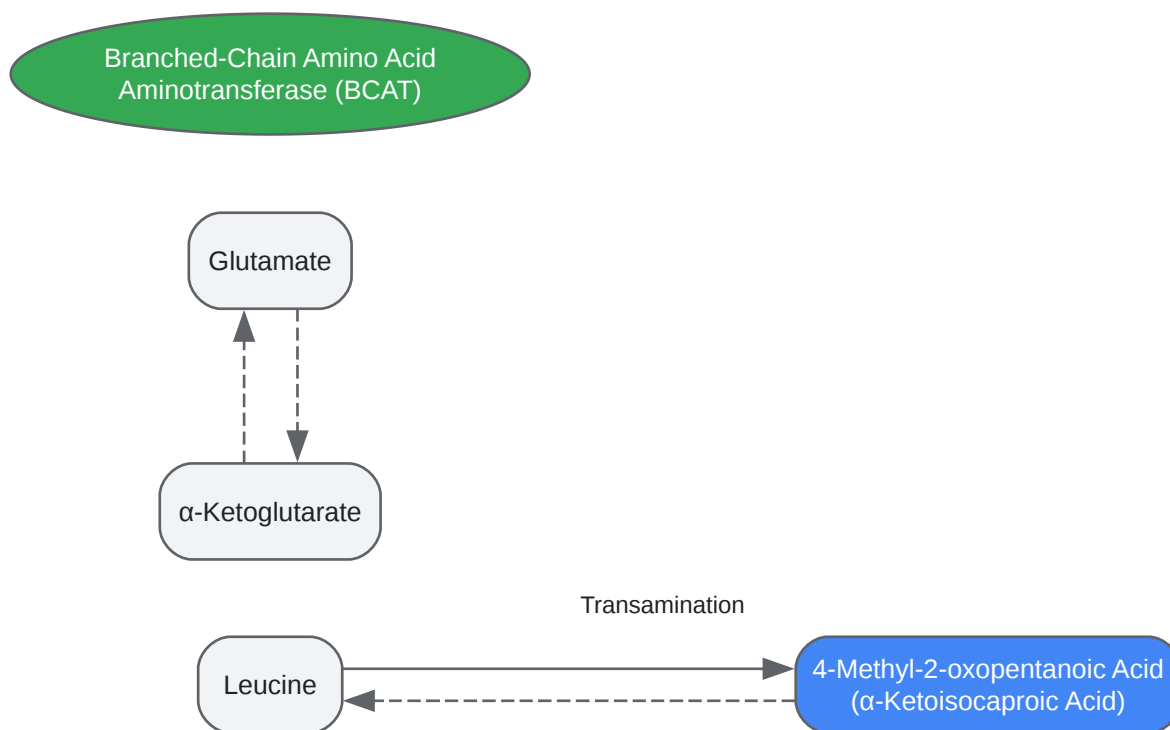 Branched-Chain Amino Acid
Aminotransferase (BCAT)
Glutamate
α-Ketoglutarate
Transamination
Leucine
4-Methyl-2-oxopentanoic Acid
(α-Ketoisocaproic Acid)